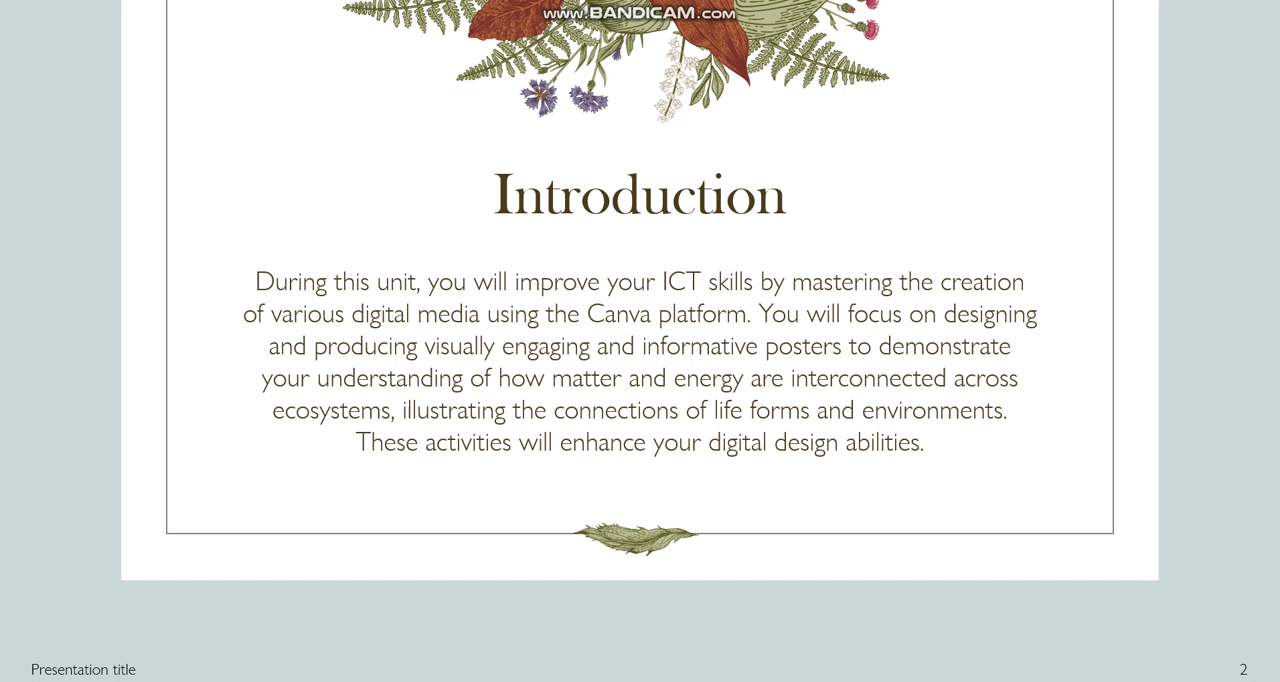 www.BANDICAM.com
Introduction
During this unit, you will improve your ICT skills by mastering the creation
of various digital media using the Canva platform. You will focus on designing
and producing visually engaging and informative posters to demonstrate
your understanding of how matter and energy are interconnected across
ecosystems, illustrating the connections of life forms and environments.
These activities will enhance your digital design abilities.
Presentation title
2